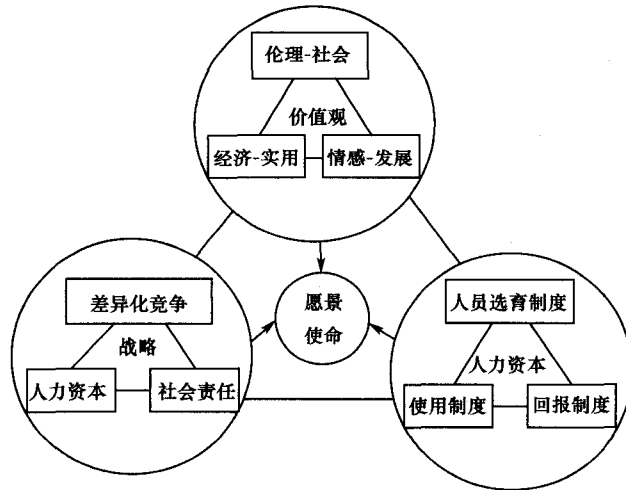 伦理-社会
价值观
经济-实用
情感-发展
愿景
使命
差异化竞争
战略
人力资本
社会责任
人员选育制度
人力资本
使用制度
回报制度